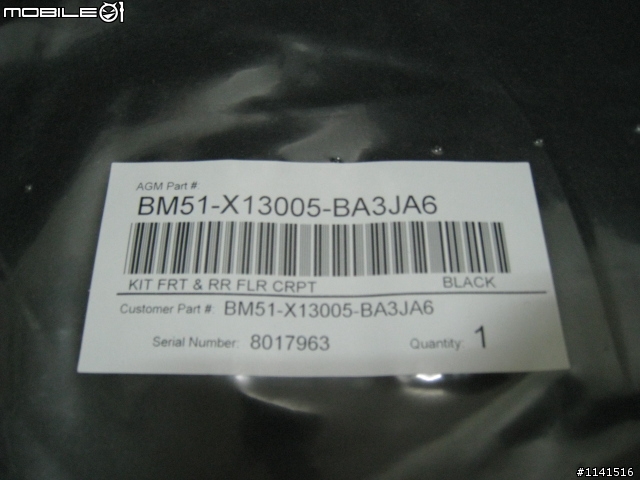 MOBILE01
AGM Part #:
BM51-X13005-BA3JA6
KIT FRT & RR FLR CRPT BLACK
Customer Part #: BM51-X13005-BA3JA6
Serial Number: 8017963 Quantity: 1
#1141516